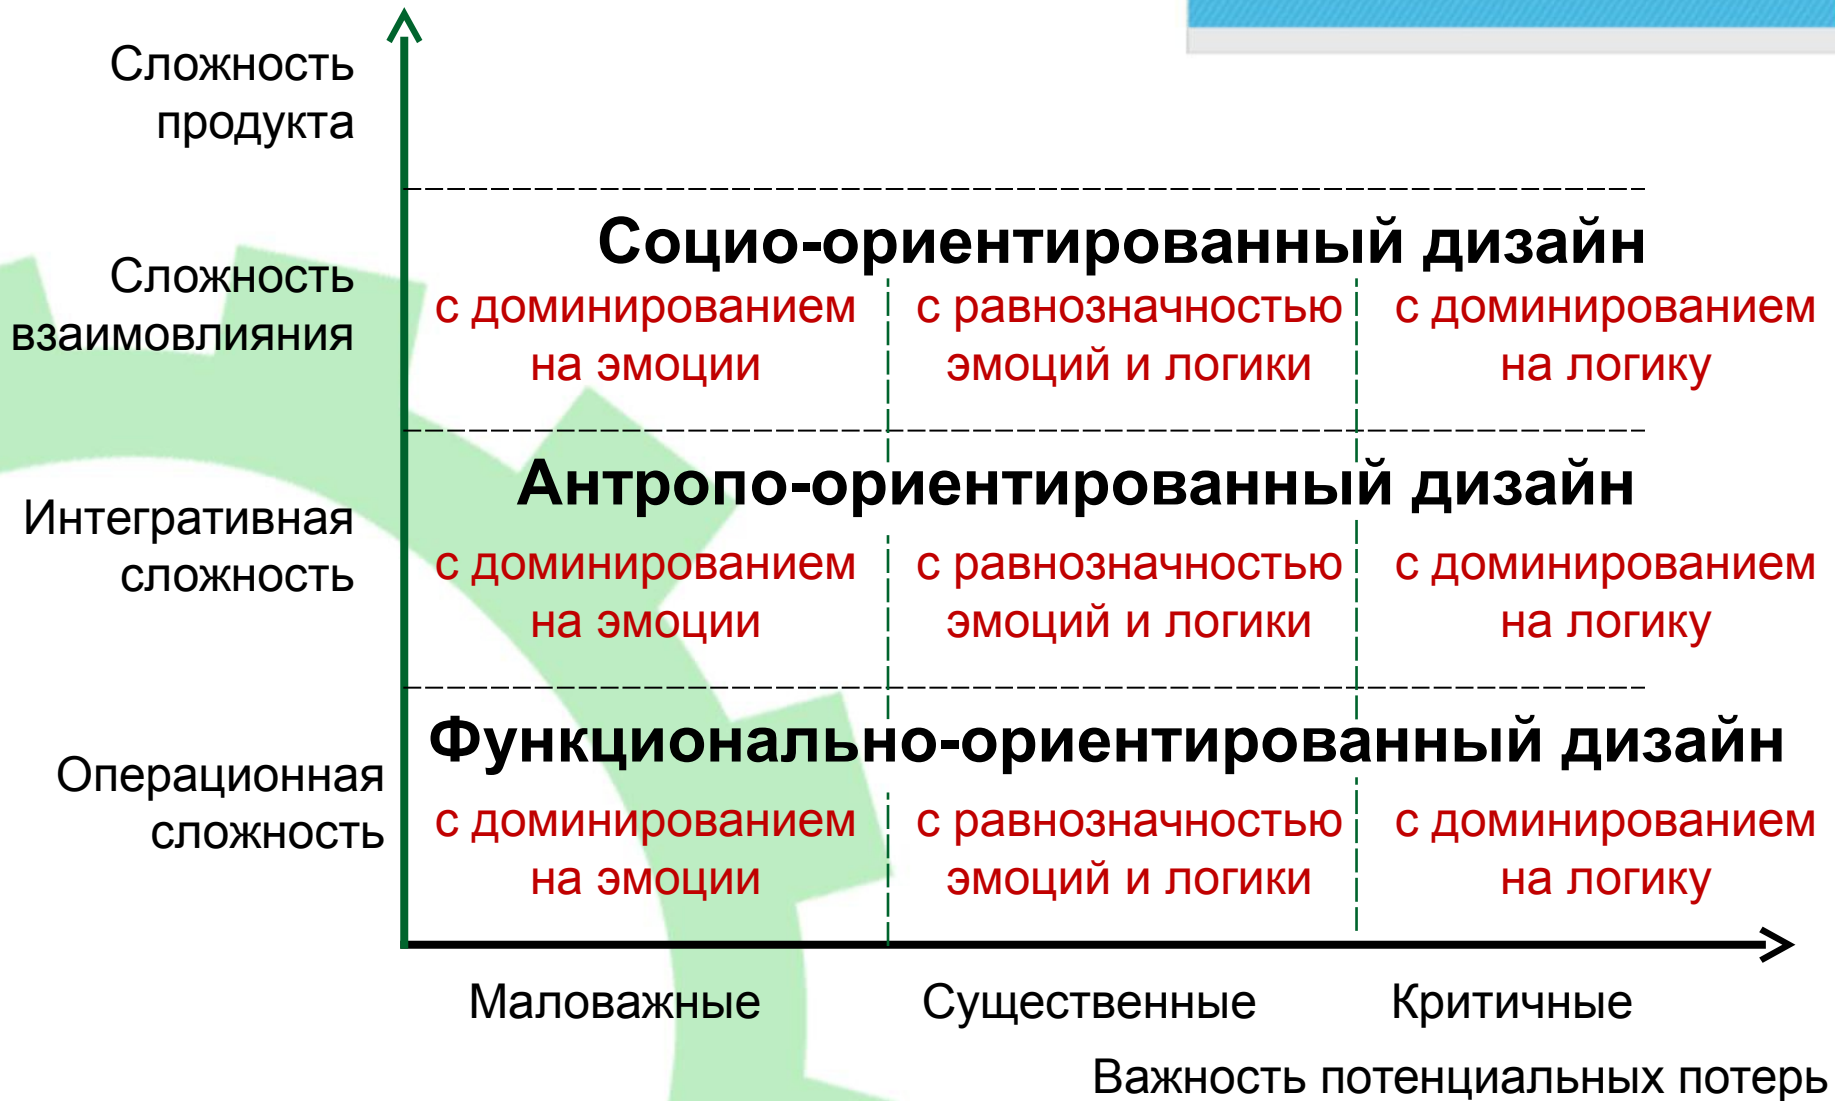 Сложность
продукта
Социо-ориентированный дизайн
Сложность
взаимовлияния
с доминированием
на эмоции
с равнозначностью
эмоций и логики
с доминированием
на логику
Антропо-ориентированный дизайн
Интегративная
сложность
с доминированием
на эмоции
с равнозначностью
эмоций и логики
с доминированием
на логику
Функционально-ориентированный дизайн
Операционная
сложность
с доминированием
на эмоции
с равнозначностью
эмоций и логики
с доминированием
на логику
Маловажные
Существенные
Критичные
Важность потенциальных потерь